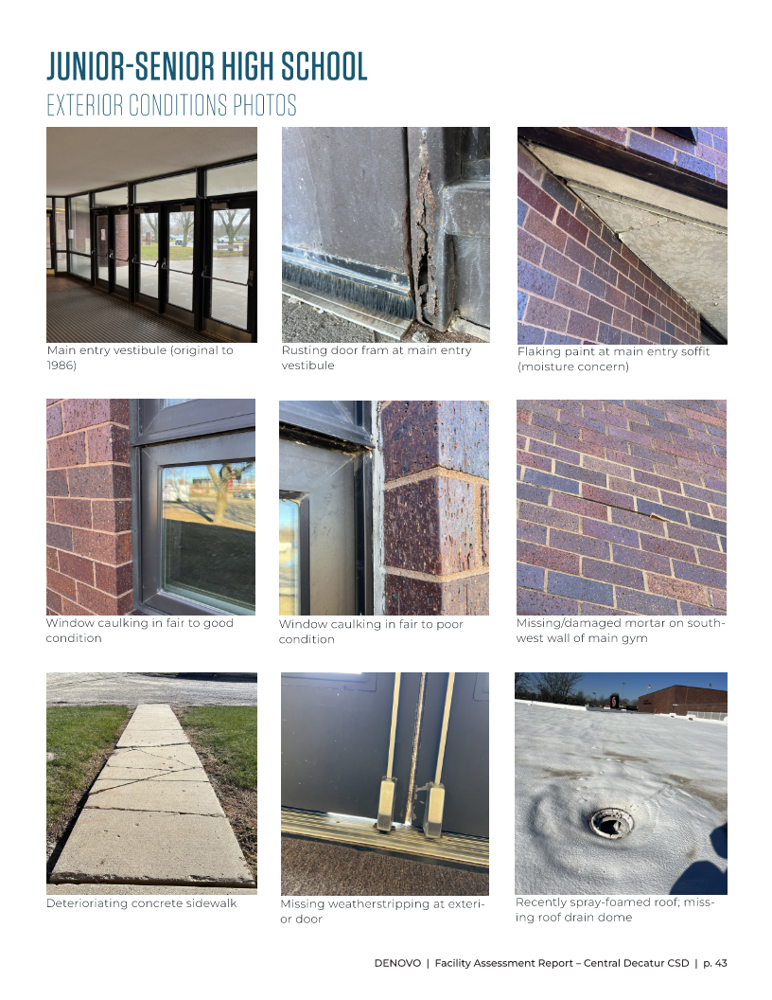 JUNIOR-SENIOR HIGH SCHOOL
EXTERIOR CONDITIONS PHOTOS
Main entry vestibule (original to
1986)
Rusting door fram at main entry
vestibule
Flaking paint at main entry soffit
(moisture concern)
Window caulking in fair to good
condition
Window caulking in fair to poor
condition
Missing/damaged mortar on south-
west wall of main gym
Deterioriating concrete sidewalk
Missing weatherstripping at exteri-
or door
Recently spray-foamed roof; miss-
ing roof drain dome
DENOVO | Facility Assessment Report – Central Decatur CSD | p. 43